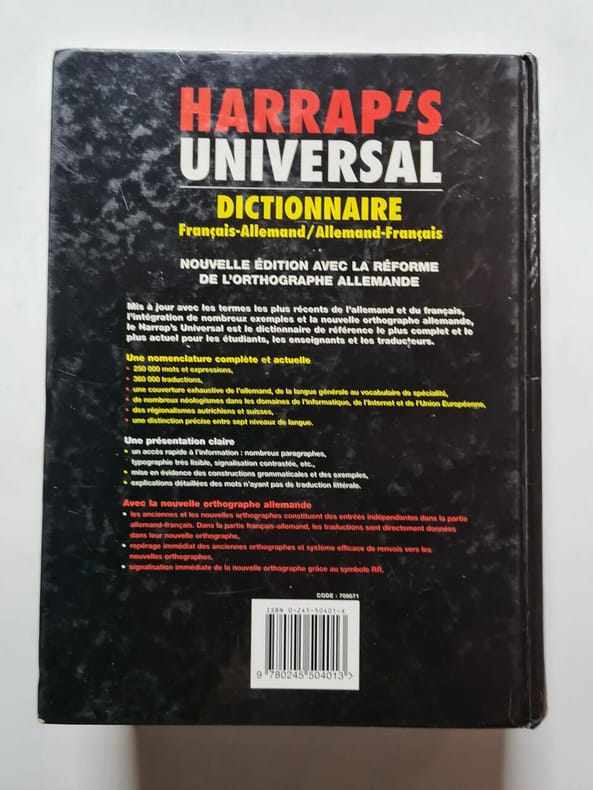 HARRAP'S
UNIVERSAL
DICTIONNAIRE
Français-Allemand/Allemand-Français
NOUVELLE ÉDITION AVEC LA RÉFORME
DE L'ORTHOGRAPHE ALLEMANDE
Mis à jour avec les termes les plus récents de l'allemand et du français,
l'intégration de nombreux exemples et la nouvelle orthographe allemande,
le Harrap's Universal est le dictionnaire de référence le plus complet et le
plus actuel pour les étudiants, les enseignants et les traducteurs.
Une nomenclature complète et actuelle
• 250 000 mots et expressions,
• 360 000 traductions,
• une couverture exhaustive de l'allemand, de la langue générale au vocabulaire de spécialité,
• de nombreux néologismes dans les domaines de l'informatique, de l'Internet et de l'Union Européenne,
• des régionalismes autrichiens et suisses,
• une distinction précise entre sept niveaux de langue.
Une présentation claire
• un accès rapide à l'information : nombreux paragraphes,
typographie très lisible, signalisation contrastée, etc.,
• mise en évidence des constructions grammaticales et des exemples,
• explications détaillées des mots n'ayant pas de traduction littérale.
Avec la nouvelle orthographe allemande
• les anciennes et les nouvelles orthographes constituent des entrées indépendantes dans la partie
allemand-français. Dans la partie français-allemand, les traductions sont directement données
dans leur nouvelle orthographe,
• repérage immédiat des anciennes orthographes et système efficace de renvois vers les
nouvelles orthographes,
• signalisation immédiate de la nouvelle orthographe grâce au symbole RR.
CODE : 709071
ISBN 0-245-50401-X
9 780245 504013 >